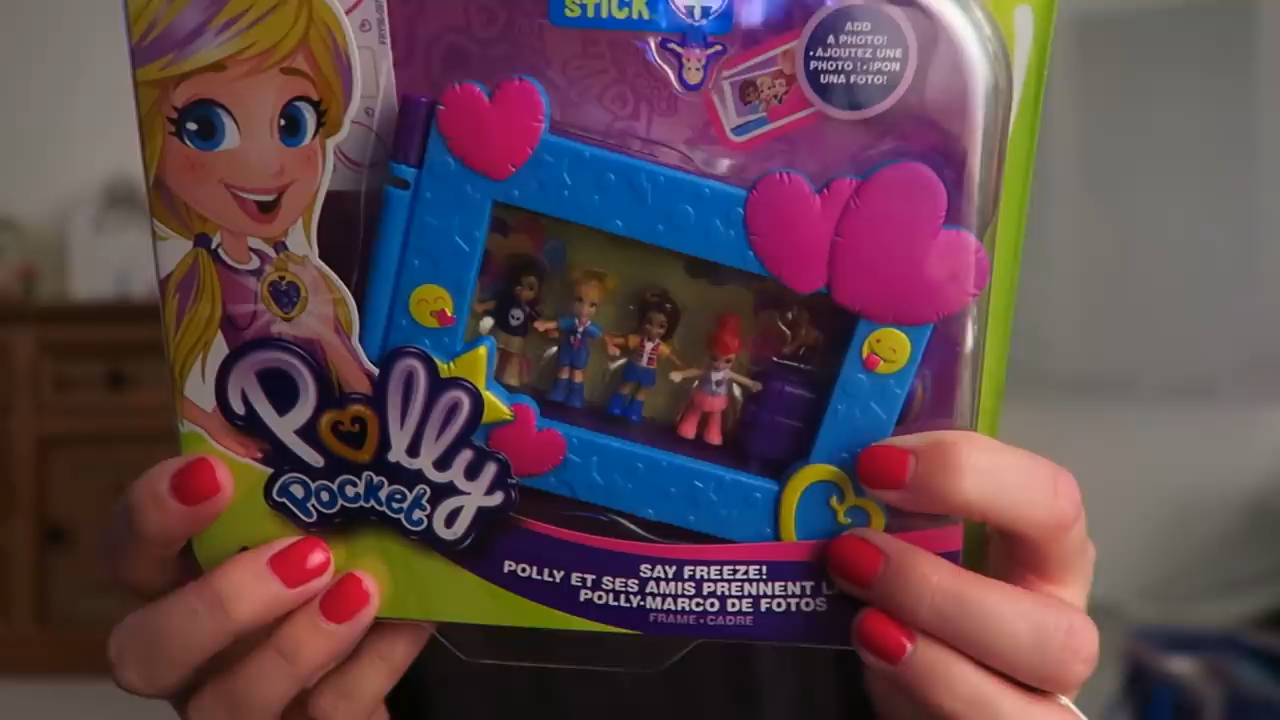 STICK
ADD
A PHOTO!
• AJOUTEZ UNE
PHOTO ! • ¡PON
UNA FOTO!
Polly
Pocket
SAY FREEZE!
POLLY ET SES AMIS PRENNENT
POLLY-MARCO DE FOTOS
FRAME • CADRE